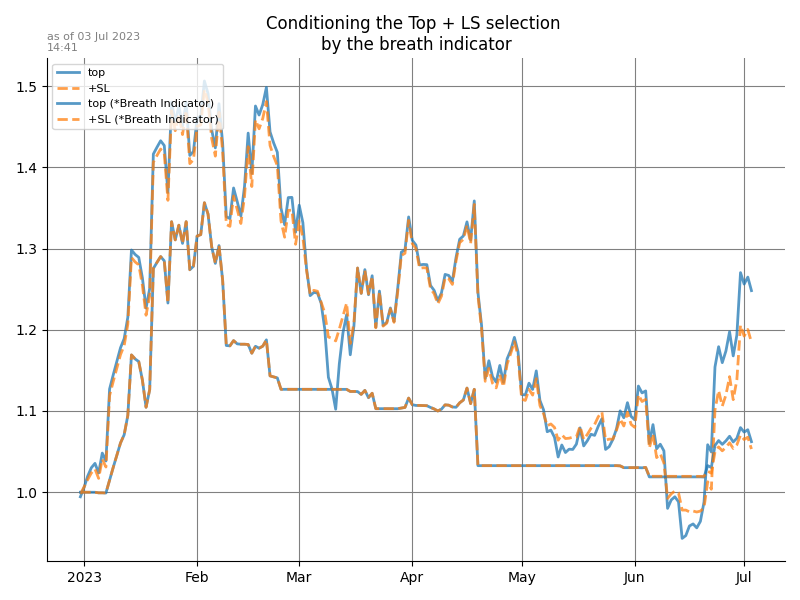 Conditioning the Top + LS selection
by the breath indicator
as of 03 Jul 2023
14:41
top
+SL
top (*Breath Indicator)
+SL (*Breath Indicator)
1.5
1.4
1.3
1.2
1.1
1.0
2023 Feb Mar Apr May Jun Jul